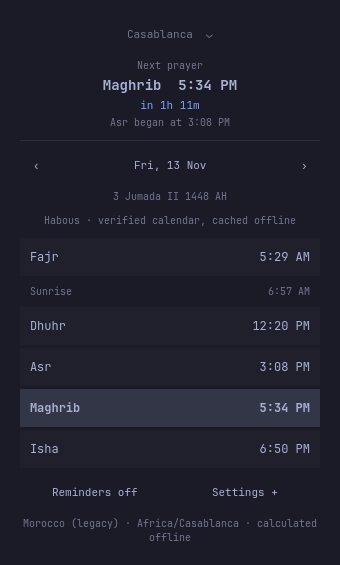 Casablanca
Next prayer
Maghrib 5:34 PM
in 1h 11m
Asr began at 3:08 PM
‹ Fri, 13 Nov ›
3 Jumada II 1448 AH
Habous · verified calendar, cached offline
Fajr 5:29 AM
Sunrise 6:57 AM
Dhuhr 12:20 PM
Asr 3:08 PM
Maghrib 5:34 PM
Isha 6:50 PM
Reminders off Settings +
Morocco (legacy) · Africa/Casablanca · calculated
offline